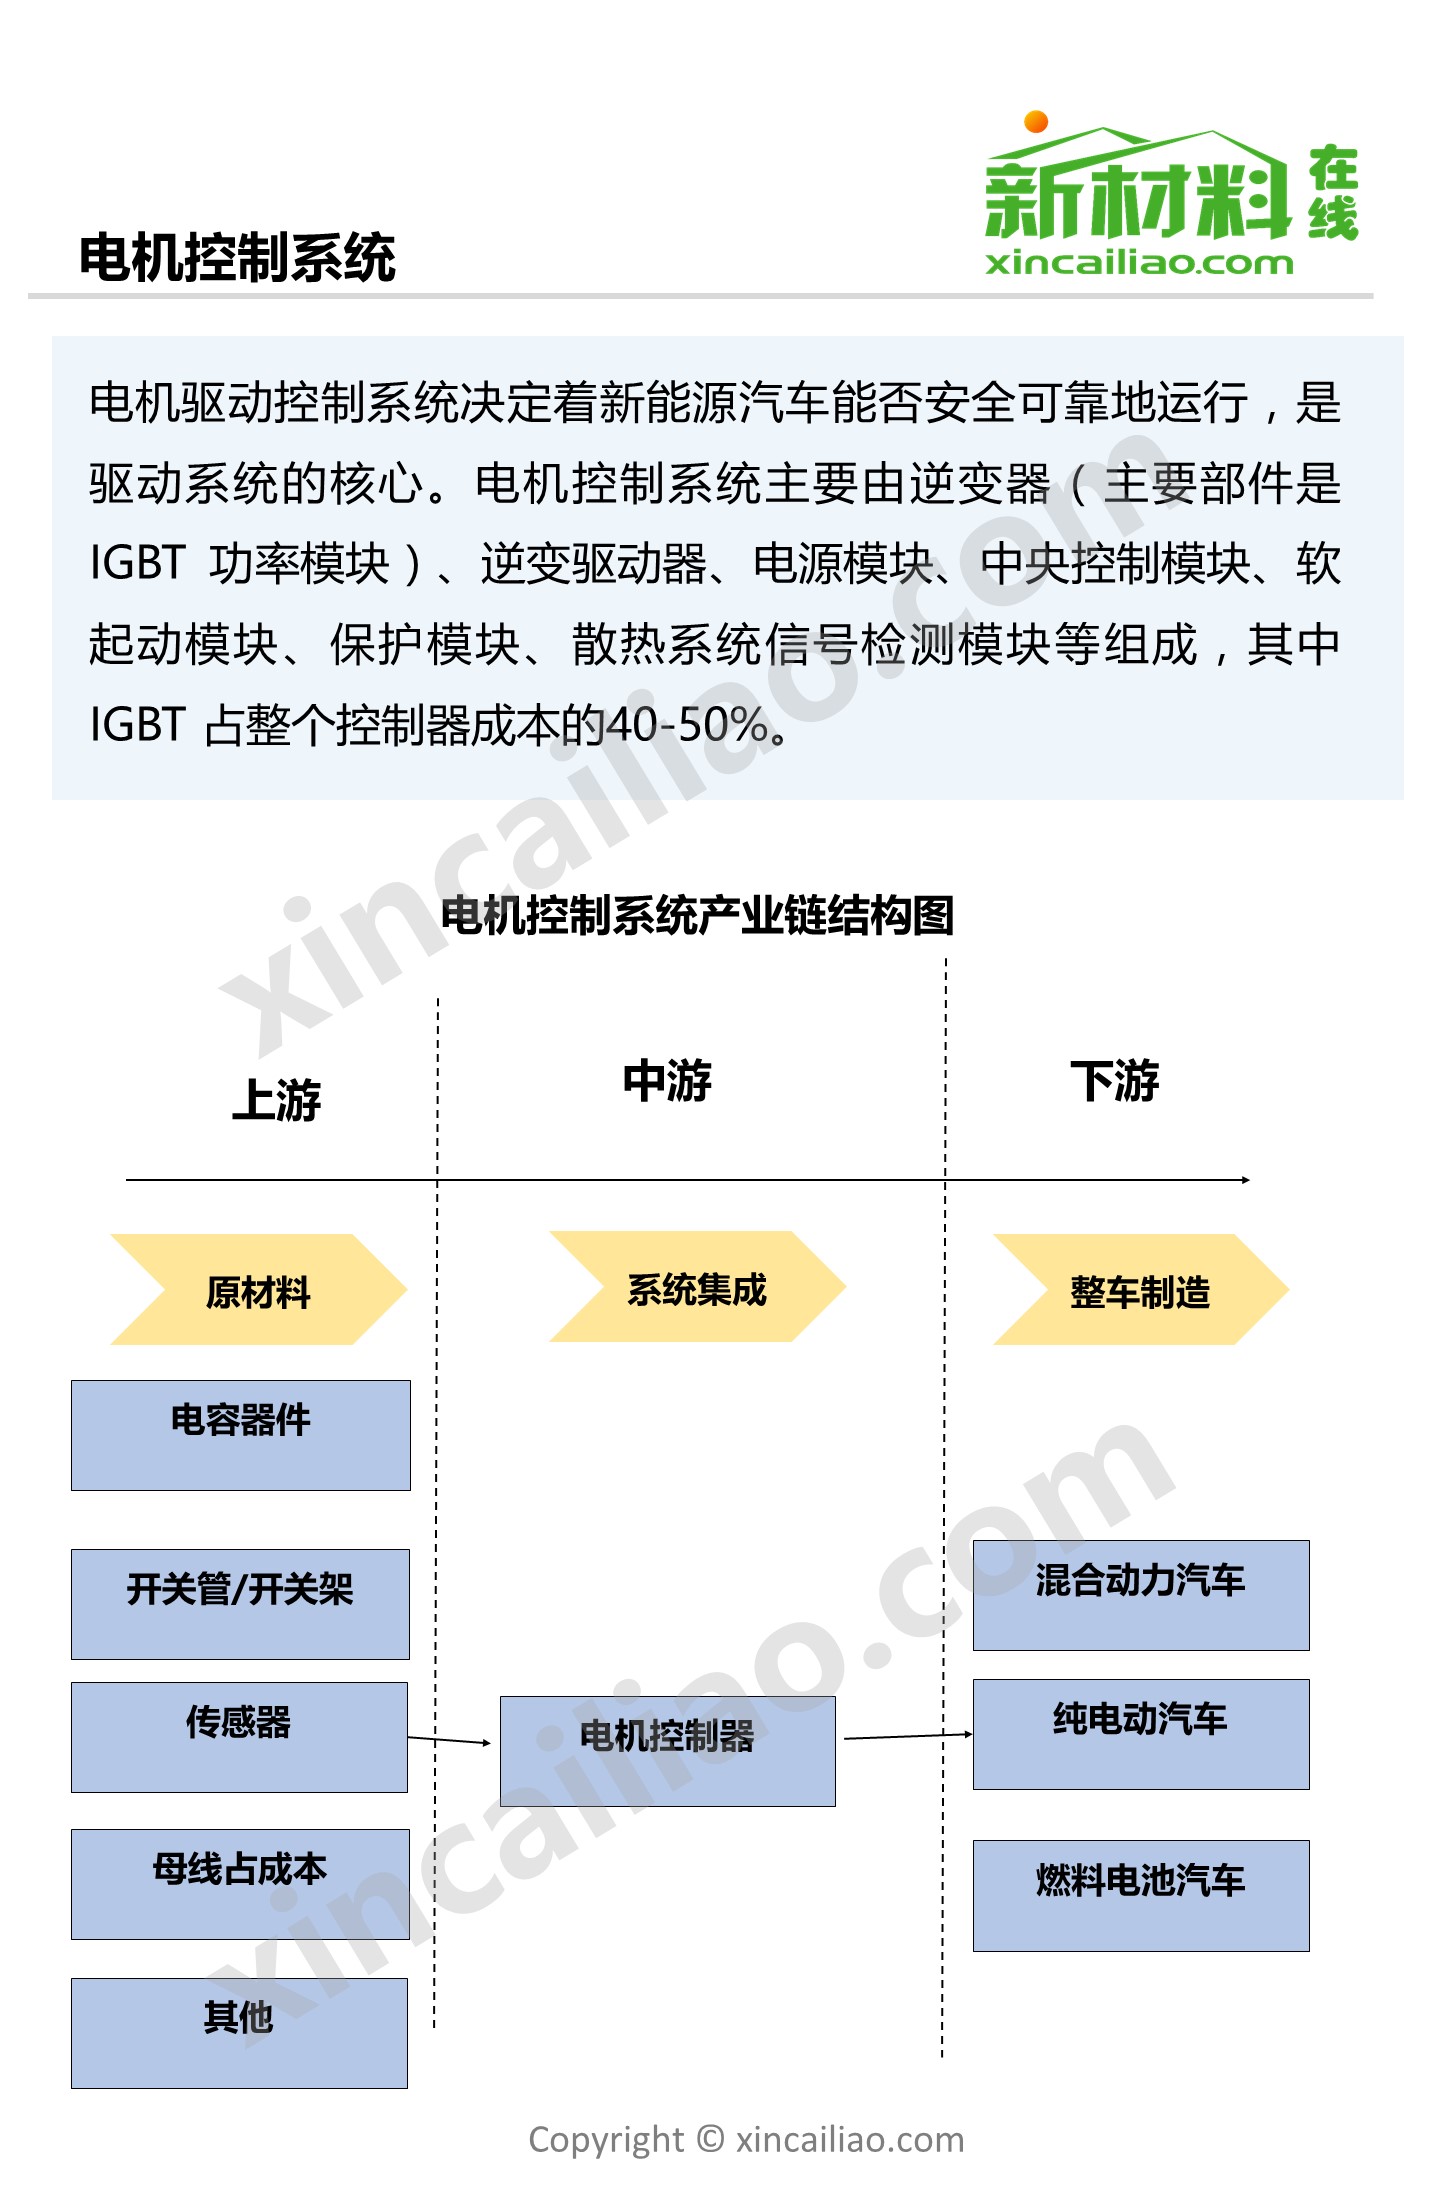 新材料在线
xincailiao.com
电机控制系统
电机驱动控制系统决定着新能源汽车能否安全可靠地运行，是
驱动系统的核心。电机控制系统主要由逆变器（主要部件是
IGBT 功率模块）、逆变驱动器、电源模块、中央控制模块、软
起动模块、保护模块、散热系统信号检测模块等组成，其中
IGBT 占整个控制器成本的40-50%。
xincailiao.com
电机控制系统产业链结构图
上游
中游
下游
原材料
系统集成
整车制造
电容器件
开关管/开关架
传感器
母线占成本
其他
电机控制器
混合动力汽车
纯电动汽车
燃料电池汽车
xincailiao.com
Copyright © xincailiao.com